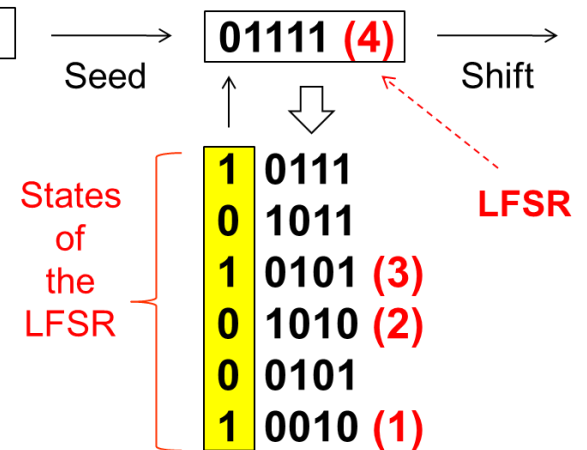 01111 (4)
Seed
Shift
1 0111
0 1011
1 0101 (3)
0 1010 (2)
0 0101
1 0010 (1)
States
of
the
LFSR
LFSR